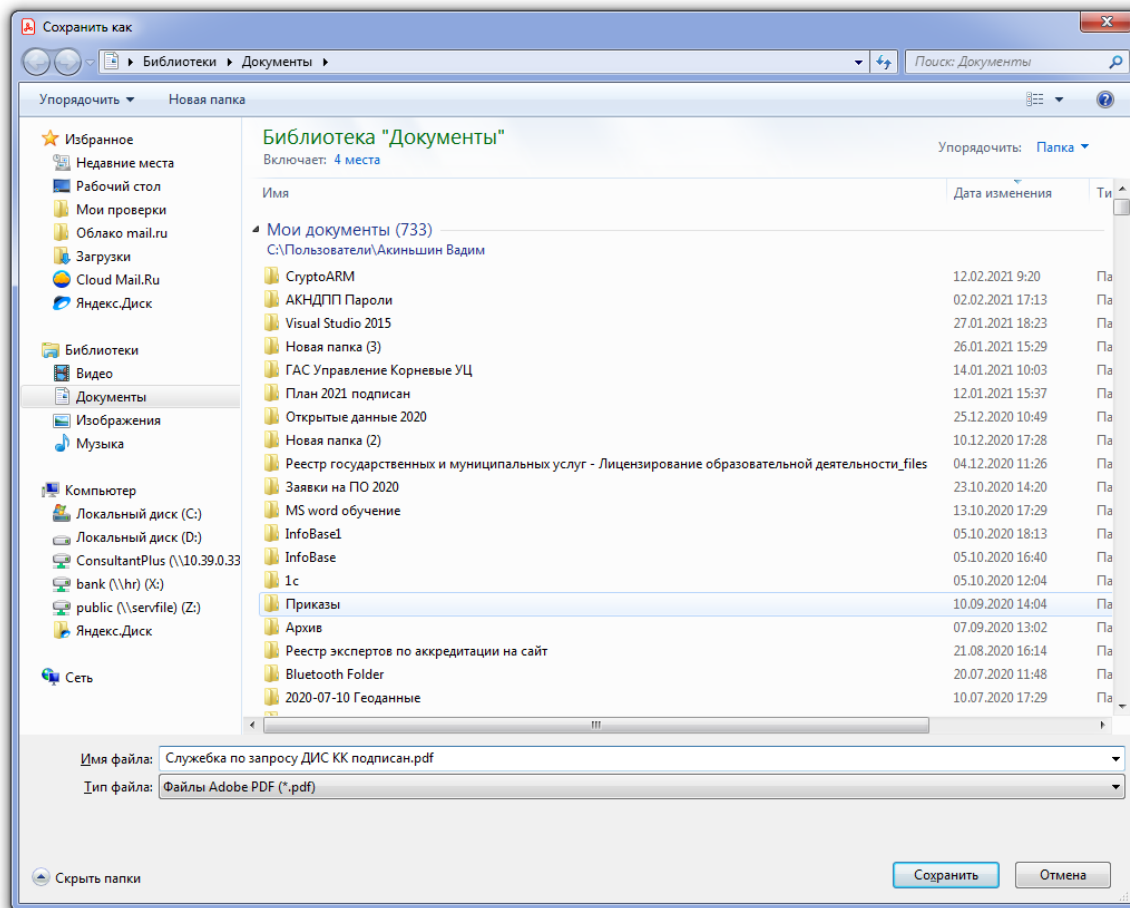 Сохранить как
Библиотеки Документы
Поиск: Документы
Упорядочить Новая папка
Избранное
Недавние места
Рабочий стол
Мои проверки
Облако mail.ru
Загрузки
Cloud Mail.Ru
Яндекс.Диск
Библиотеки
Видео
Документы
Изображения
Музыка
Компьютер
Локальный диск (C:)
Локальный диск (D:)
ConsultantPlus (\\10.39.0.33
bank (\\hr) (X:)
public (\\servfile) (Z:)
Яндекс.Диск
Сеть
Библиотека "Документы"
Включает: 4 места
Упорядочить: Папка
Имя Дата изменения Ти
Мои документы (733)
C:\Пользователи\Акиньшин Вадим
CryptoARM 12.02.2021 9:20 Па
АКНДПП Пароли 02.02.2021 17:13 Па
Visual Studio 2015 27.01.2021 18:23 Па
Новая папка (3) 26.01.2021 15:29 Па
ГАС Управление Корневые УЦ 14.01.2021 10:03 Па
План 2021 подписан 12.01.2021 15:37 Па
Открытые данные 2020 25.12.2020 10:49 Па
Новая папка (2) 10.12.2020 17:28 Па
Реестр государственных и муниципальных услуг - Лицензирование образовательной деятельности_files 04.12.2020 11:26 Па
Заявки на ПО 2020 23.10.2020 14:20 Па
MS word обучение 13.10.2020 17:29 Па
InfoBase1 05.10.2020 18:13 Па
InfoBase 05.10.2020 16:40 Па
1c 05.10.2020 12:04 Па
Приказы 10.09.2020 14:04 Па
Архив 07.09.2020 13:02 Па
Реестр экспертов по аккредитации на сайт 21.08.2020 16:14 Па
Bluetooth Folder 20.07.2020 11:48 Па
2020-07-10 Геоданные 10.07.2020 17:29 Па
Имя файла: Служебка по запросу ДИС КК подписан.pdf
Тип файла: Файлы Adobe PDF (*.pdf)
Скрыть папки
Сохранить Отмена